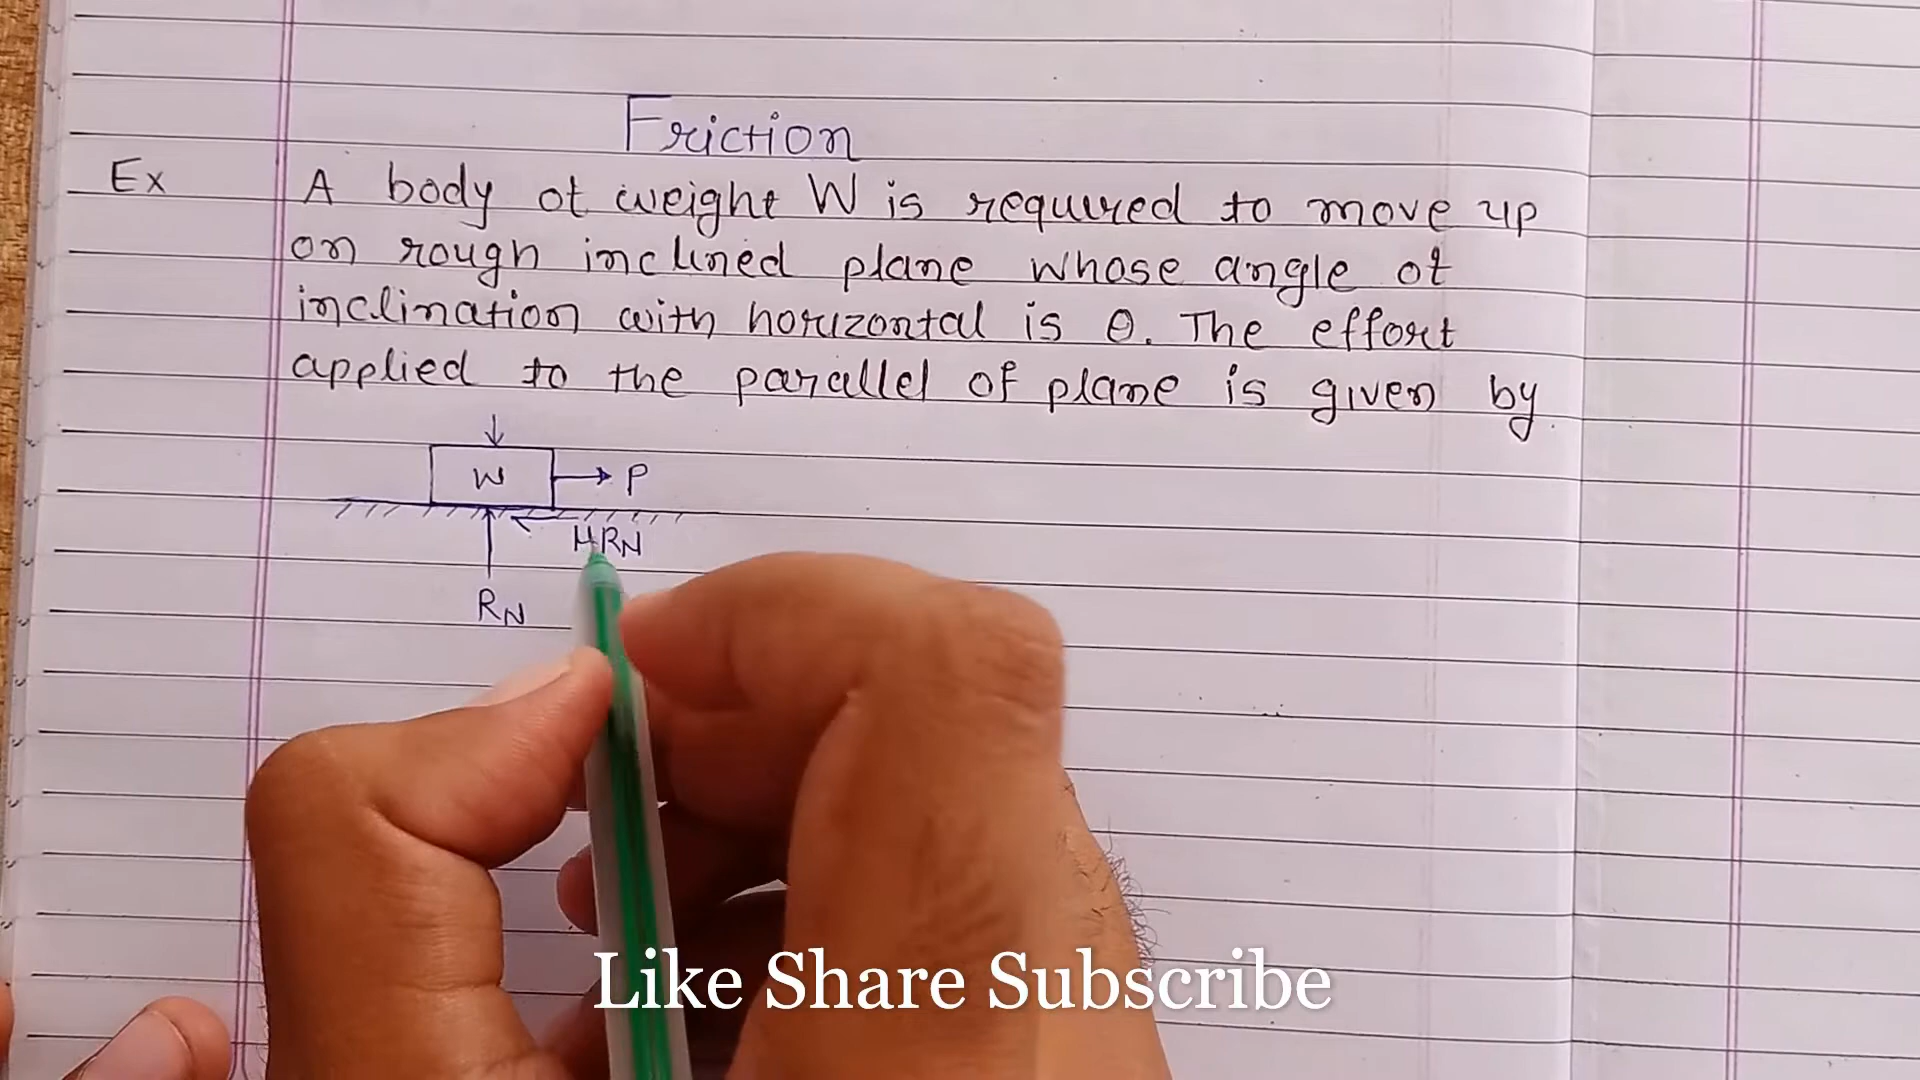 Friction
Ex A body of weight W is required to move up
on rough inclined plane whose angle of
inclination with horizontal is θ. The effort
applied to the parallel of plane is given by
W P
μRN
RN
Like Share Subscribe